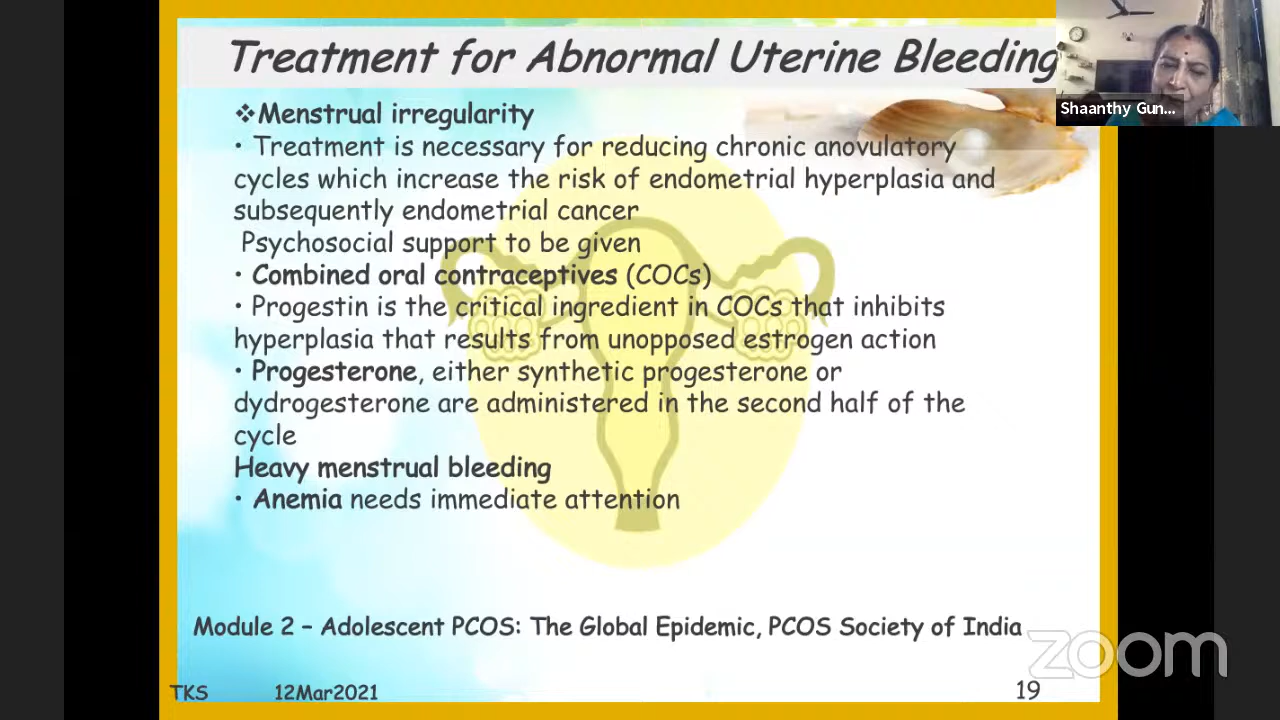 Treatment for Abnormal Uterine Bleeding
Shaanthy Gun...
❖Menstrual irregularity
• Treatment is necessary for reducing chronic anovulatory
cycles which increase the risk of endometrial hyperplasia and
subsequently endometrial cancer
Psychosocial support to be given
• Combined oral contraceptives (COCs)
• Progestin is the critical ingredient in COCs that inhibits
hyperplasia that results from unopposed estrogen action
• Progesterone, either synthetic progesterone or
dydrogesterone are administered in the second half of the
cycle
Heavy menstrual bleeding
• Anemia needs immediate attention
Module 2 – Adolescent PCOS: The Global Epidemic, PCOS Society of India
zoom
TKS 12Mar2021 19